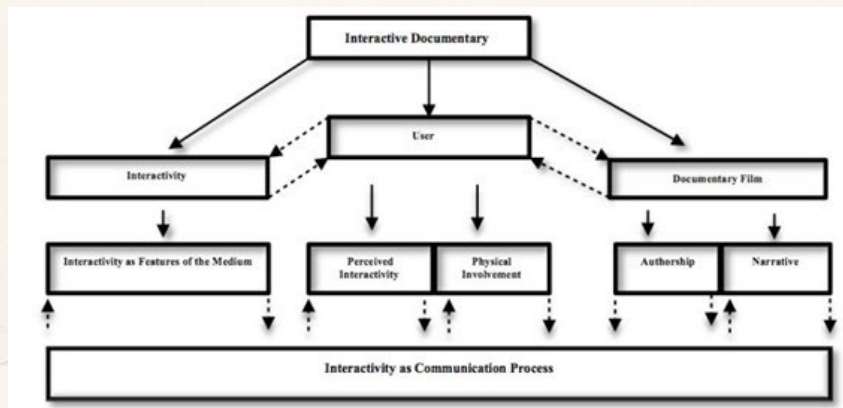 Interactive Documentary
User
Interactivity
Documentary Film
Interactivity as Features of the Medium
Perceived
Interactivity
Physical
Involvement
Authorship
Narrative
Interactivity as Communication Process